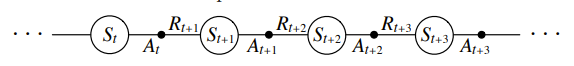 · · · S_t A_t R_{t+1} S_{t+1} A_{t+1} R_{t+2} S_{t+2} A_{t+2} R_{t+3} S_{t+3} A_{t+3} · · ·